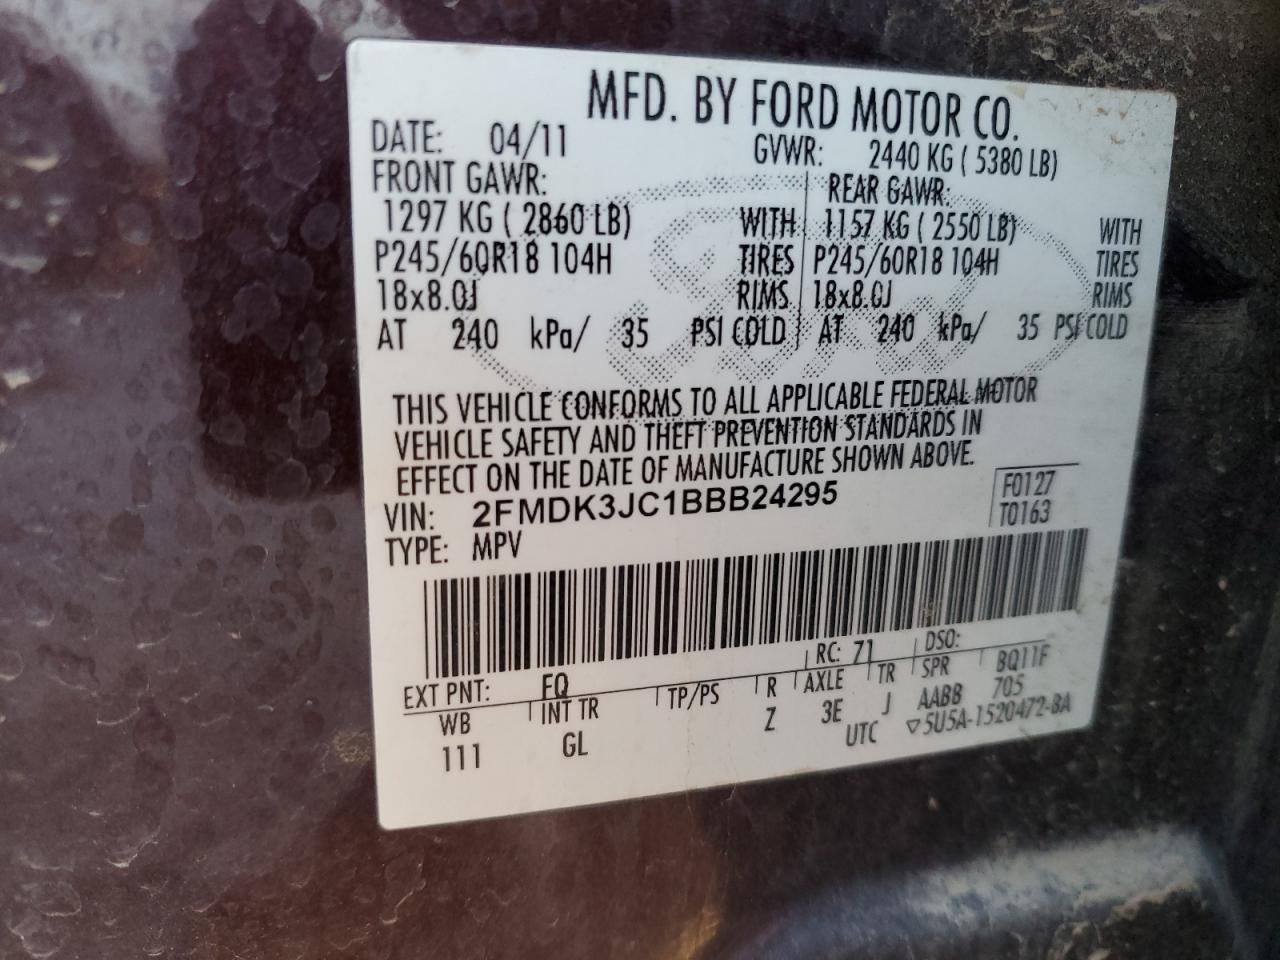 MFD. BY FORD MOTOR CO.
DATE: 04/11 GVWR: 2440 KG ( 5380 LB)
FRONT GAWR: REAR GAWR:
1297 KG ( 2860 LB) WITH 1157 KG ( 2550 LB) WITH
P245/60R18 104H TIRES P245/60R18 104H TIRES
18x8.0J RIMS 18x8.0J RIMS
AT 240 kPa/ 35 PSI COLD AT 240 kPa/ 35 PSI COLD
THIS VEHICLE CONFORMS TO ALL APPLICABLE FEDERAL MOTOR
VEHICLE SAFETY AND THEFT PREVENTION STANDARDS IN
EFFECT ON THE DATE OF MANUFACTURE SHOWN ABOVE.
VIN: 2FMDK3JC1BBB24295 F0127
TYPE: MPV T0163
EXT PNT: FQ RC: 71 DSO:
WB INT TR TP/PS R AXLE TR SPR BQ11F
111 GL Z 3E J AABB 705
UTC ▽5U5A-1520472-BA
Ford